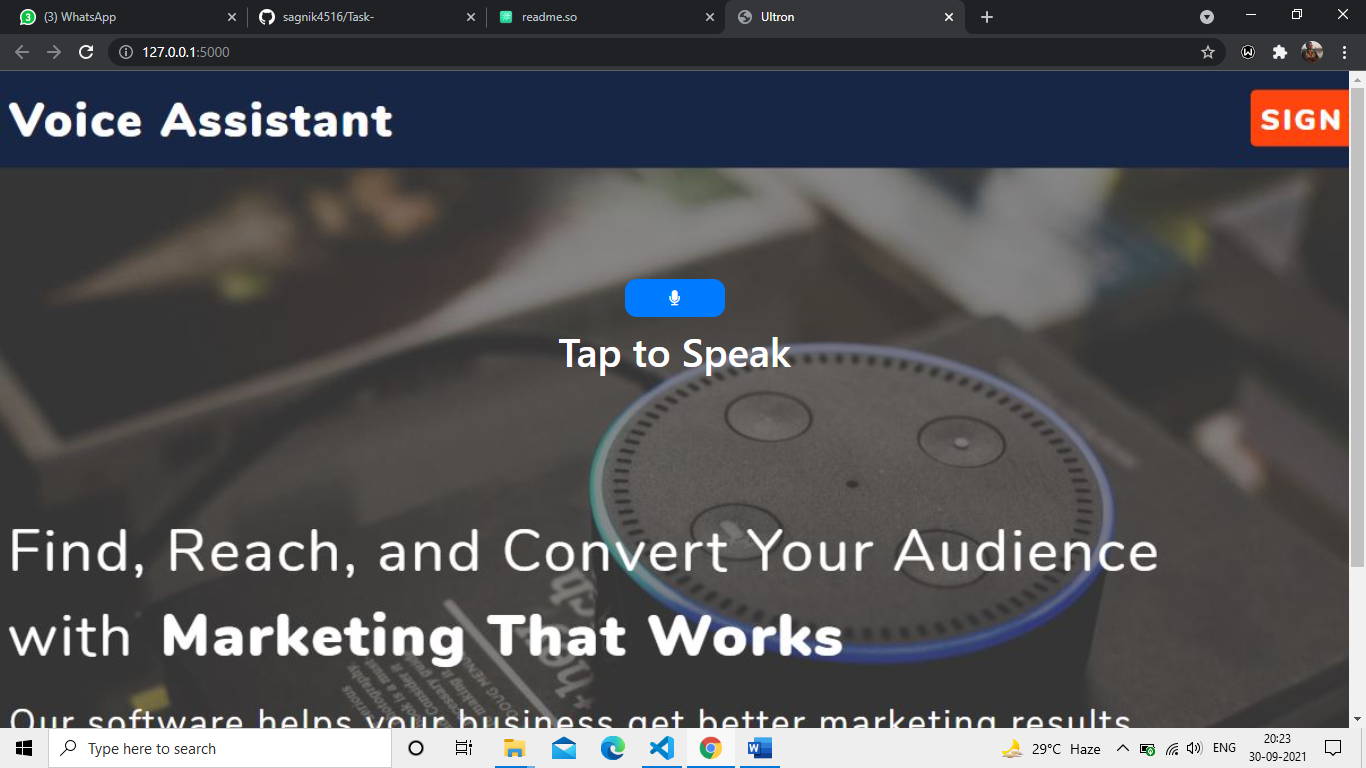 (3) WhatsApp
sagnik4516/Task-
readme.so
Ultron
127.0.0.1:5000
Voice Assistant
SIGN
Tap to Speak
Find, Reach, and Convert Your Audience
with Marketing That Works
Our software helps your business get better marketing results
Type here to search
29°C Haze
ENG
20:23
30-09-2021